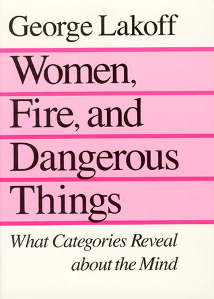 George Lakoff
Women,
Fire, and
Dangerous
Things
What Categories Reveal
about the Mind